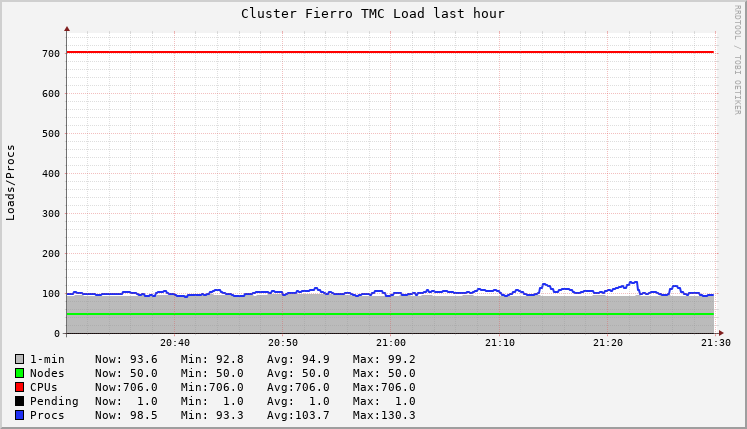 Cluster Fierro TMC Load last hour
RRDTOOL / TOBI OETIKER
Loads/Procs
700
600
500
400
300
200
100
0
20:40 20:50 21:00 21:10 21:20 21:30
1-min Now: 93.6 Min: 92.8 Avg: 94.9 Max: 99.2
Nodes Now: 50.0 Min: 50.0 Avg: 50.0 Max: 50.0
CPUs Now:706.0 Min:706.0 Avg:706.0 Max:706.0
Pending Now: 1.0 Min: 1.0 Avg: 1.0 Max: 1.0
Procs Now: 98.5 Min: 93.3 Avg:103.7 Max:130.3